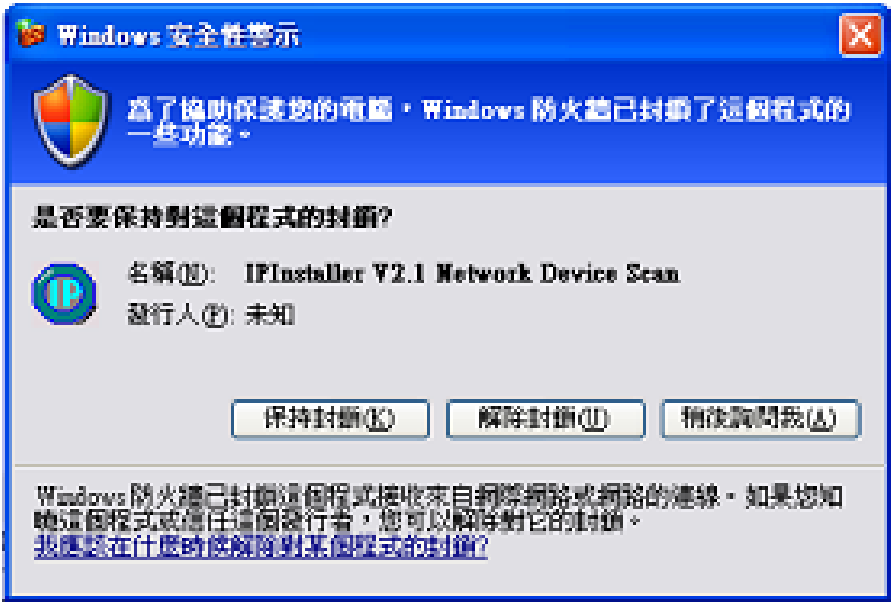 Windows 安全性警示
為了協助保護您的電腦,Windows 防火牆已封鎖了這個程式的
一些功能。
是否要保持對這個程式的封鎖?
名稱(N): IPInstaller V2.1 Network Device Scan
發行人(P): 未知
保持封鎖(K) 解除封鎖(U) 稍後詢問我(A)
Windows 防火牆已封鎖這個程式接收來自網際網路或網路的連線。如果您知
曉這個程式或信任這個發行者,您可以解除對它的封鎖。
我應該在什麼時候解除對某個程式的封鎖?
IP